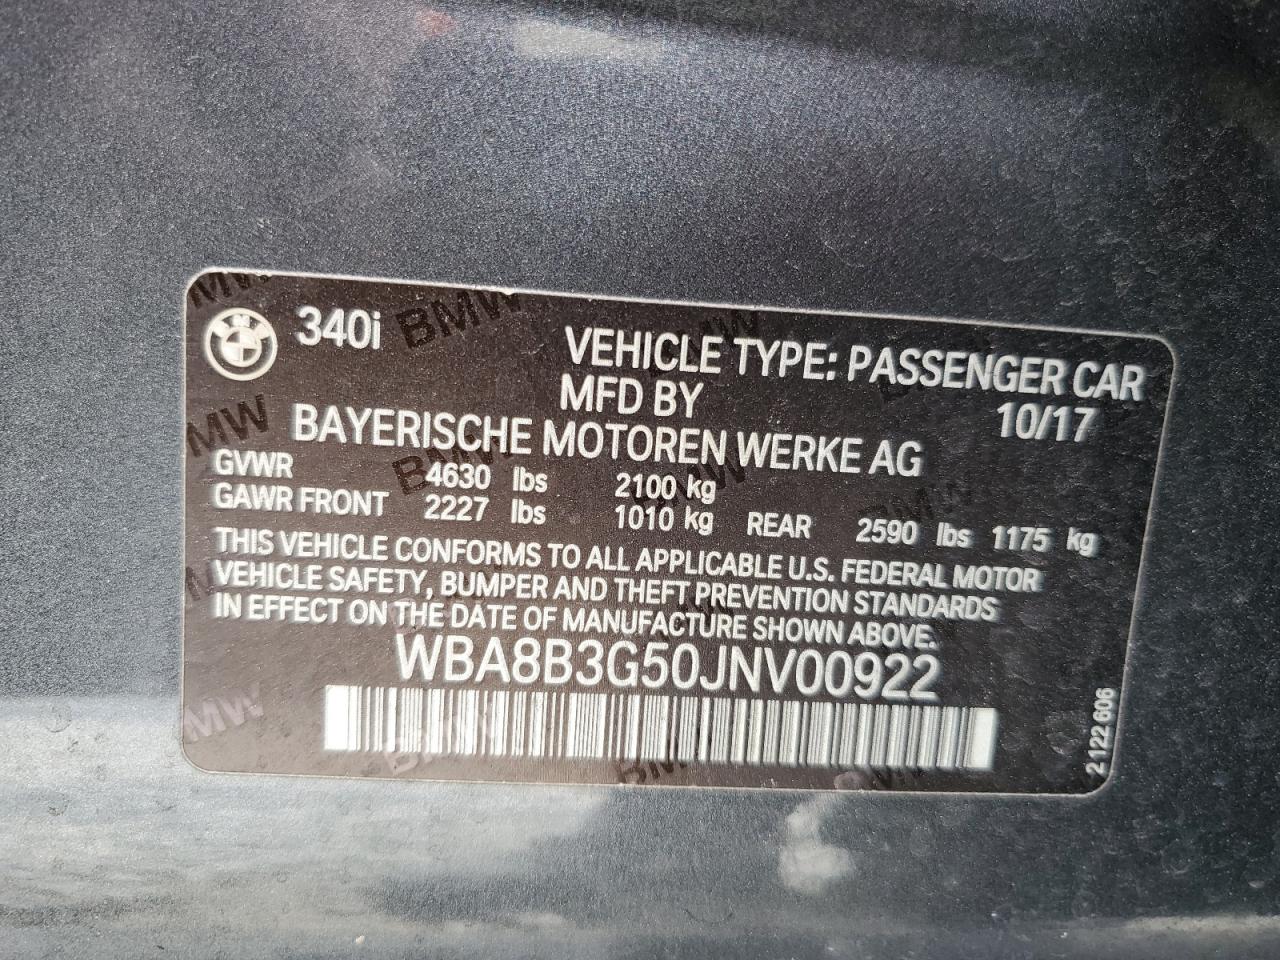 340i
VEHICLE TYPE: PASSENGER CAR
MFD BY 10/17
BAYERISCHE MOTOREN WERKE AG
GVWR 4630 lbs 2100 kg
GAWR FRONT 2227 lbs 1010 kg REAR 2590 lbs 1175 kg
THIS VEHICLE CONFORMS TO ALL APPLICABLE U.S. FEDERAL MOTOR
VEHICLE SAFETY, BUMPER AND THEFT PREVENTION STANDARDS
IN EFFECT ON THE DATE OF MANUFACTURE SHOWN ABOVE.
WBA8B3G50JNV00922
2 122 606